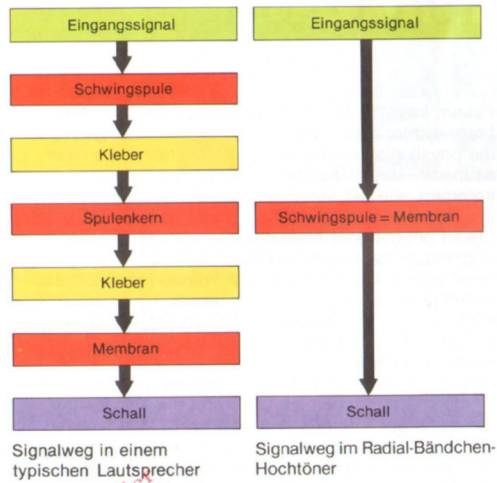 Eingangssignal
Schwingspule
Kleber
Spulenkern
Kleber
Membran
Schall
Signalweg in einem
typischen Lautsprecher
Eingangssignal
Schwingspule = Membran
Schall
Signalweg im Radial-Bändchen-
Hochtöner